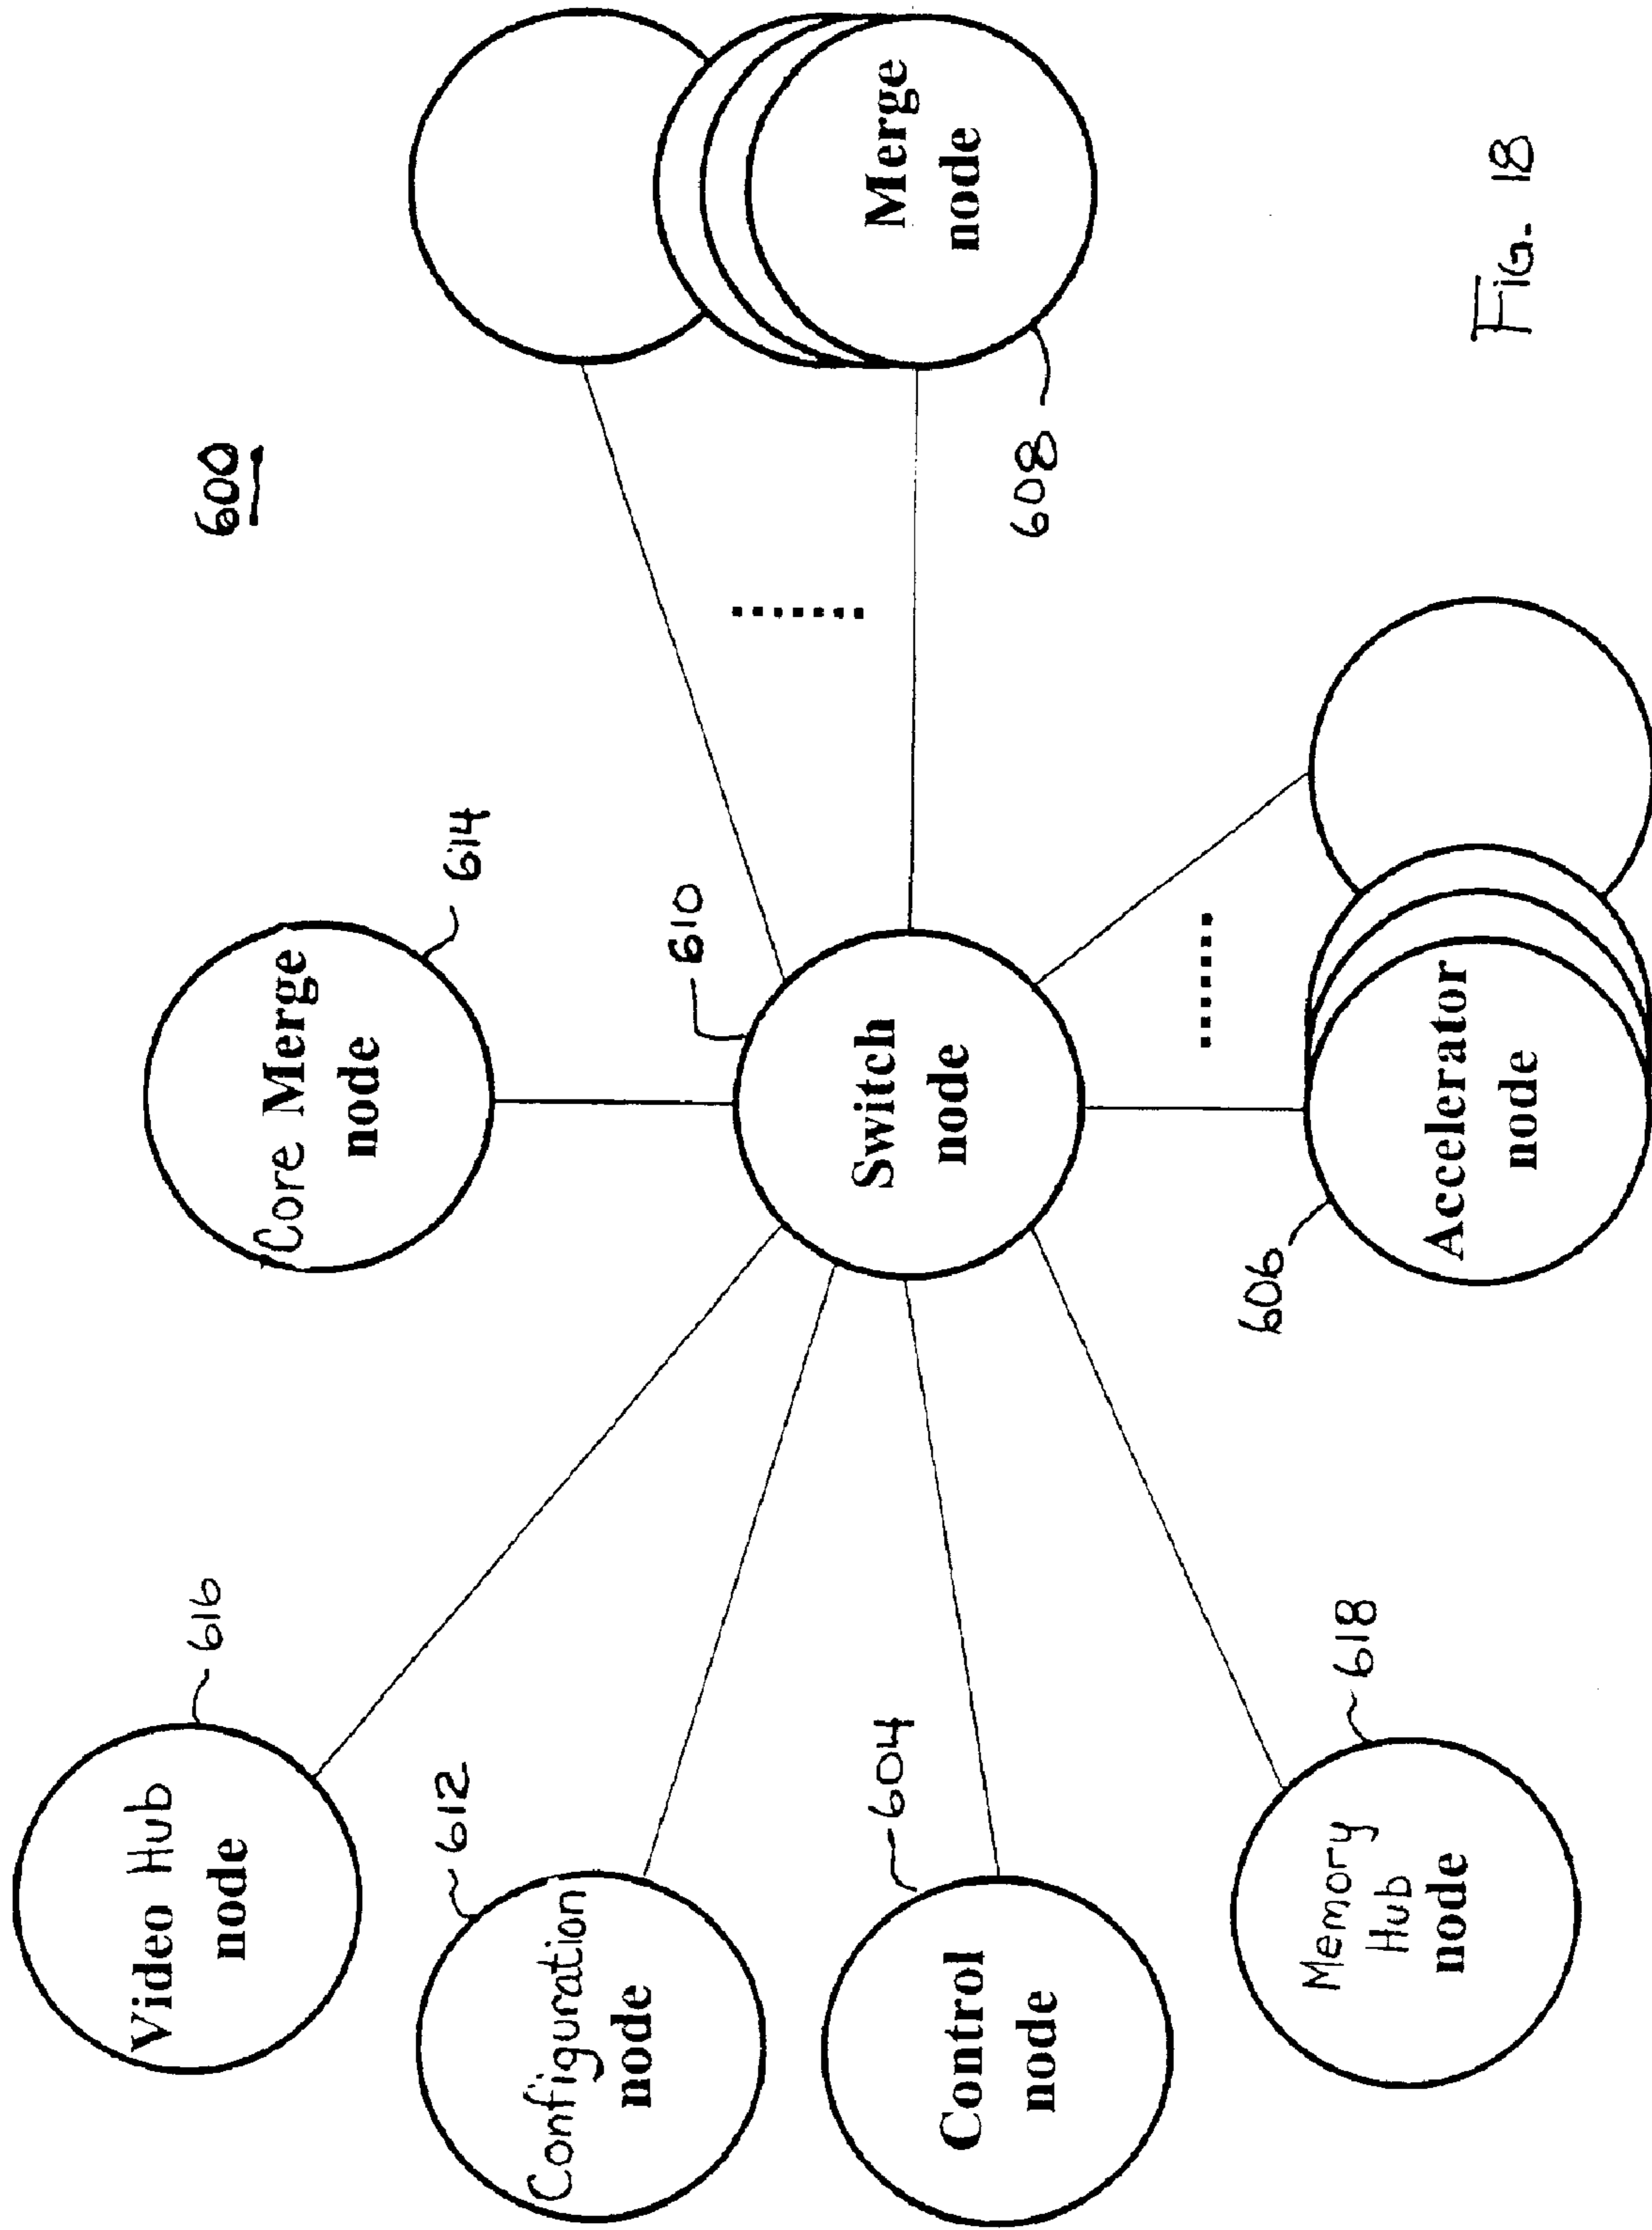 600
Video Hub
node
616
Configuration
node
612
Control
node
604
Memory
Hub
node
618
Core Merge
node
614
Switch
node
610
Accelerator
node
606
Merge
node
608
Fig. 18